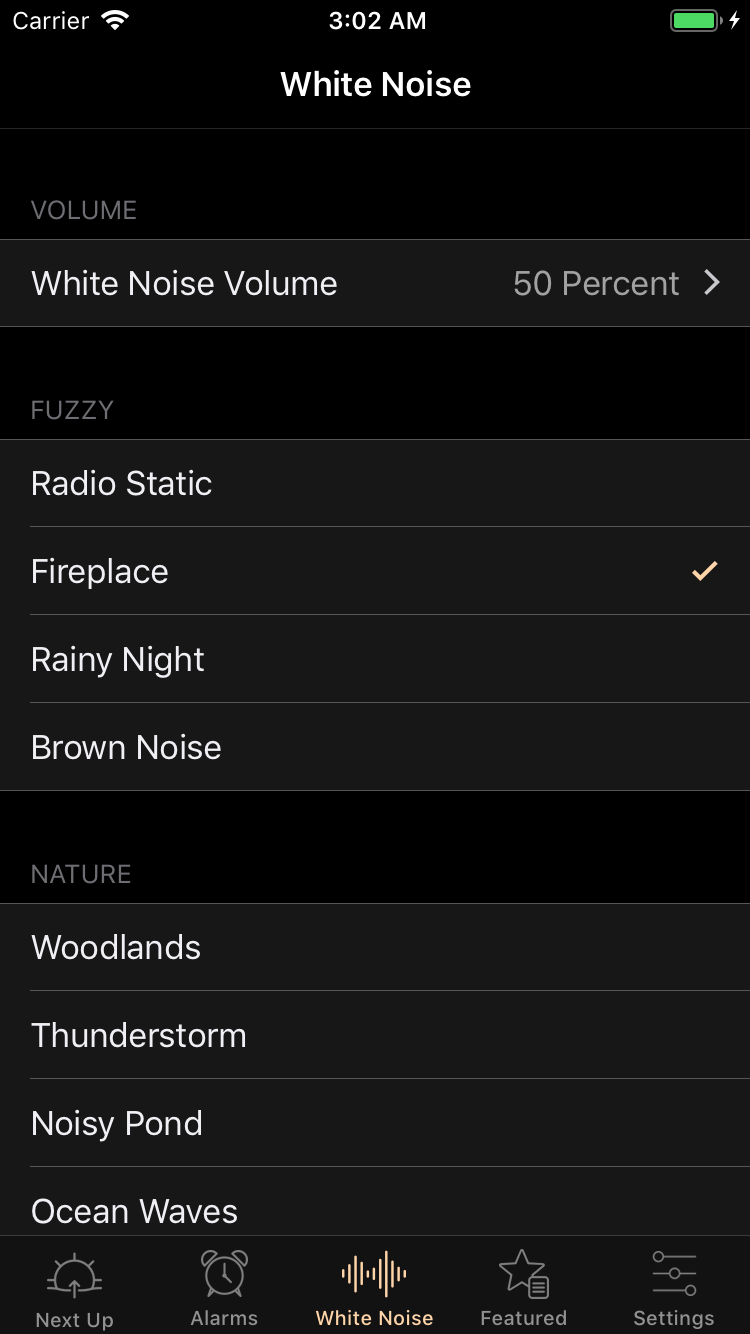 Carrier 3:02 AM
White Noise
VOLUME
White Noise Volume 50 Percent
FUZZY
Radio Static
Fireplace
Rainy Night
Brown Noise
NATURE
Woodlands
Thunderstorm
Noisy Pond
Ocean Waves
Next Up Alarms White Noise Featured Settings